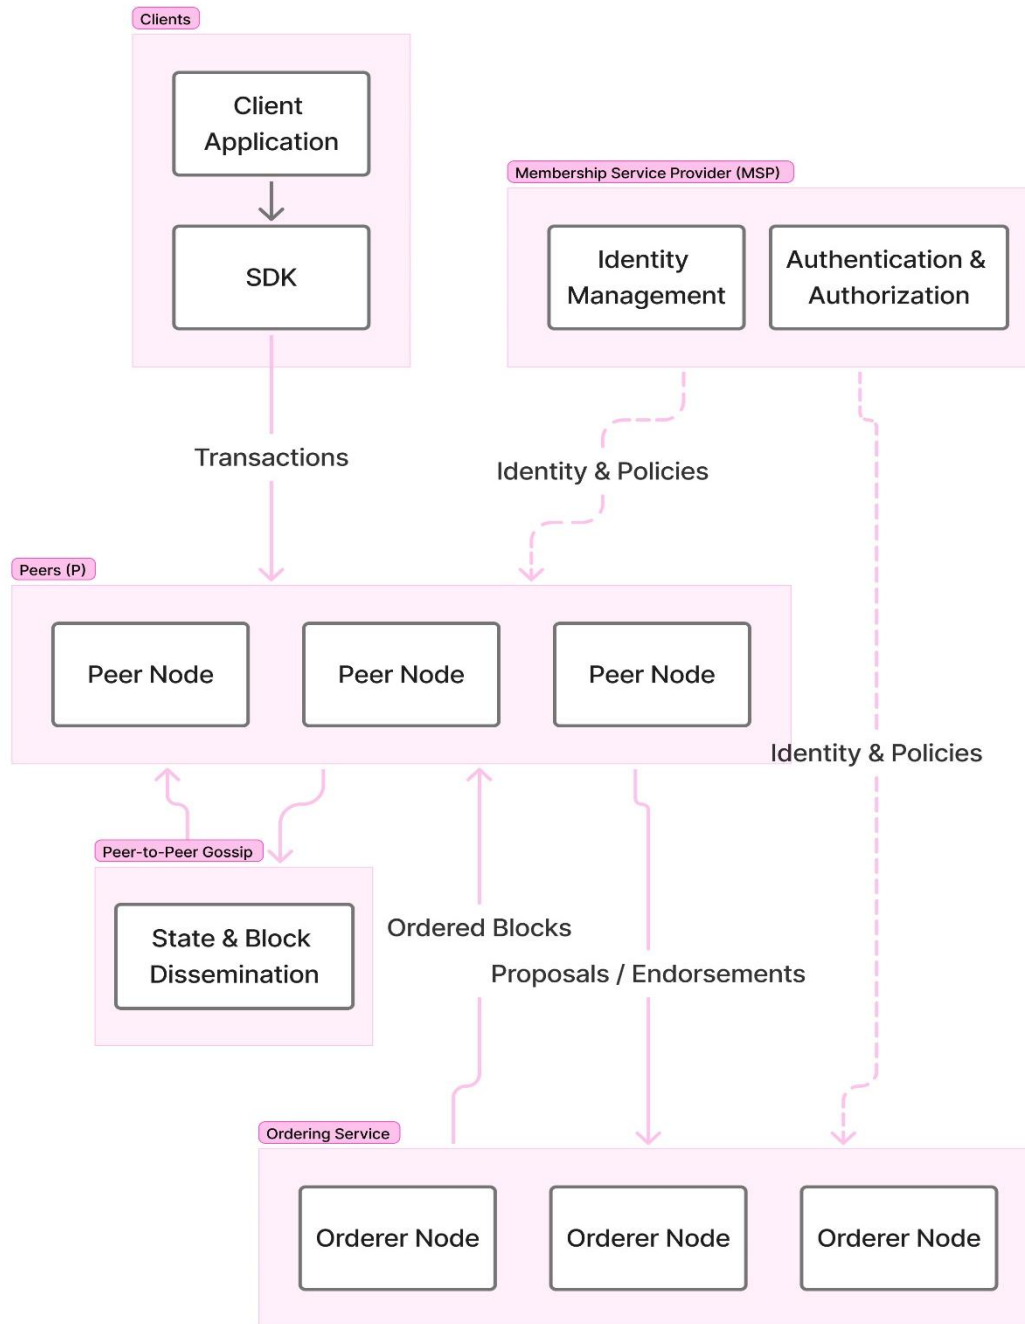 Clients
Client
Application
SDK
Membership Service Provider (MSP)
Identity
Management
Authentication &
Authorization
Transactions
Identity & Policies
Peers (P)
Peer Node
Peer Node
Peer Node
Identity & Policies
Peer-to-Peer Gossip
State & Block
Dissemination
Ordered Blocks
Proposals / Endorsements
Ordering Service
Orderer Node
Orderer Node
Orderer Node